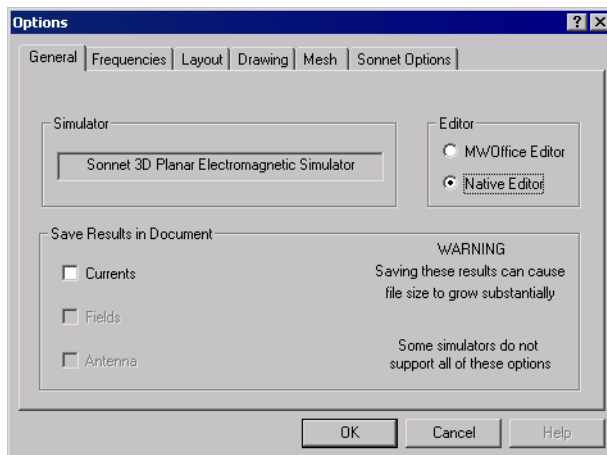 Options
General Frequencies Layout Drawing Mesh Sonnet Options
Simulator
Sonnet 3D Planar Electromagnetic Simulator
Editor
MWOffice Editor
Native Editor
Save Results in Document
Currents
Fields
Antenna
WARNING
Saving these results can cause
file size to grow substantially
Some simulators do not
support all of these options
OK Cancel Help